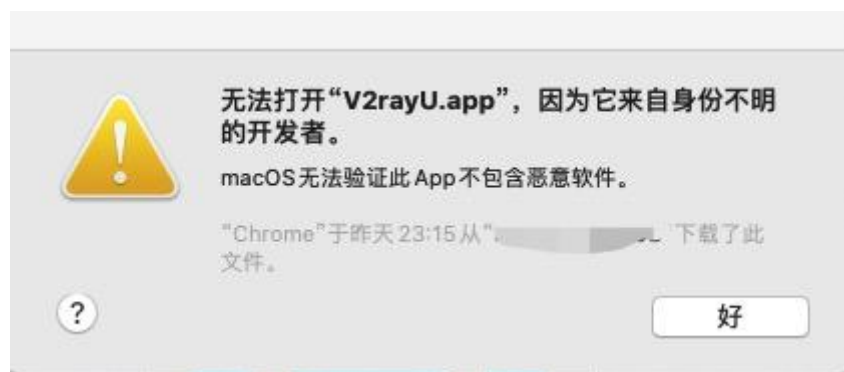 无法打开“V2rayU.app”，因为它来自身份不明
的开发者。
macOS无法验证此App不包含恶意软件。
“Chrome”于昨天23:15从“ 下载了此
文件。
?
好